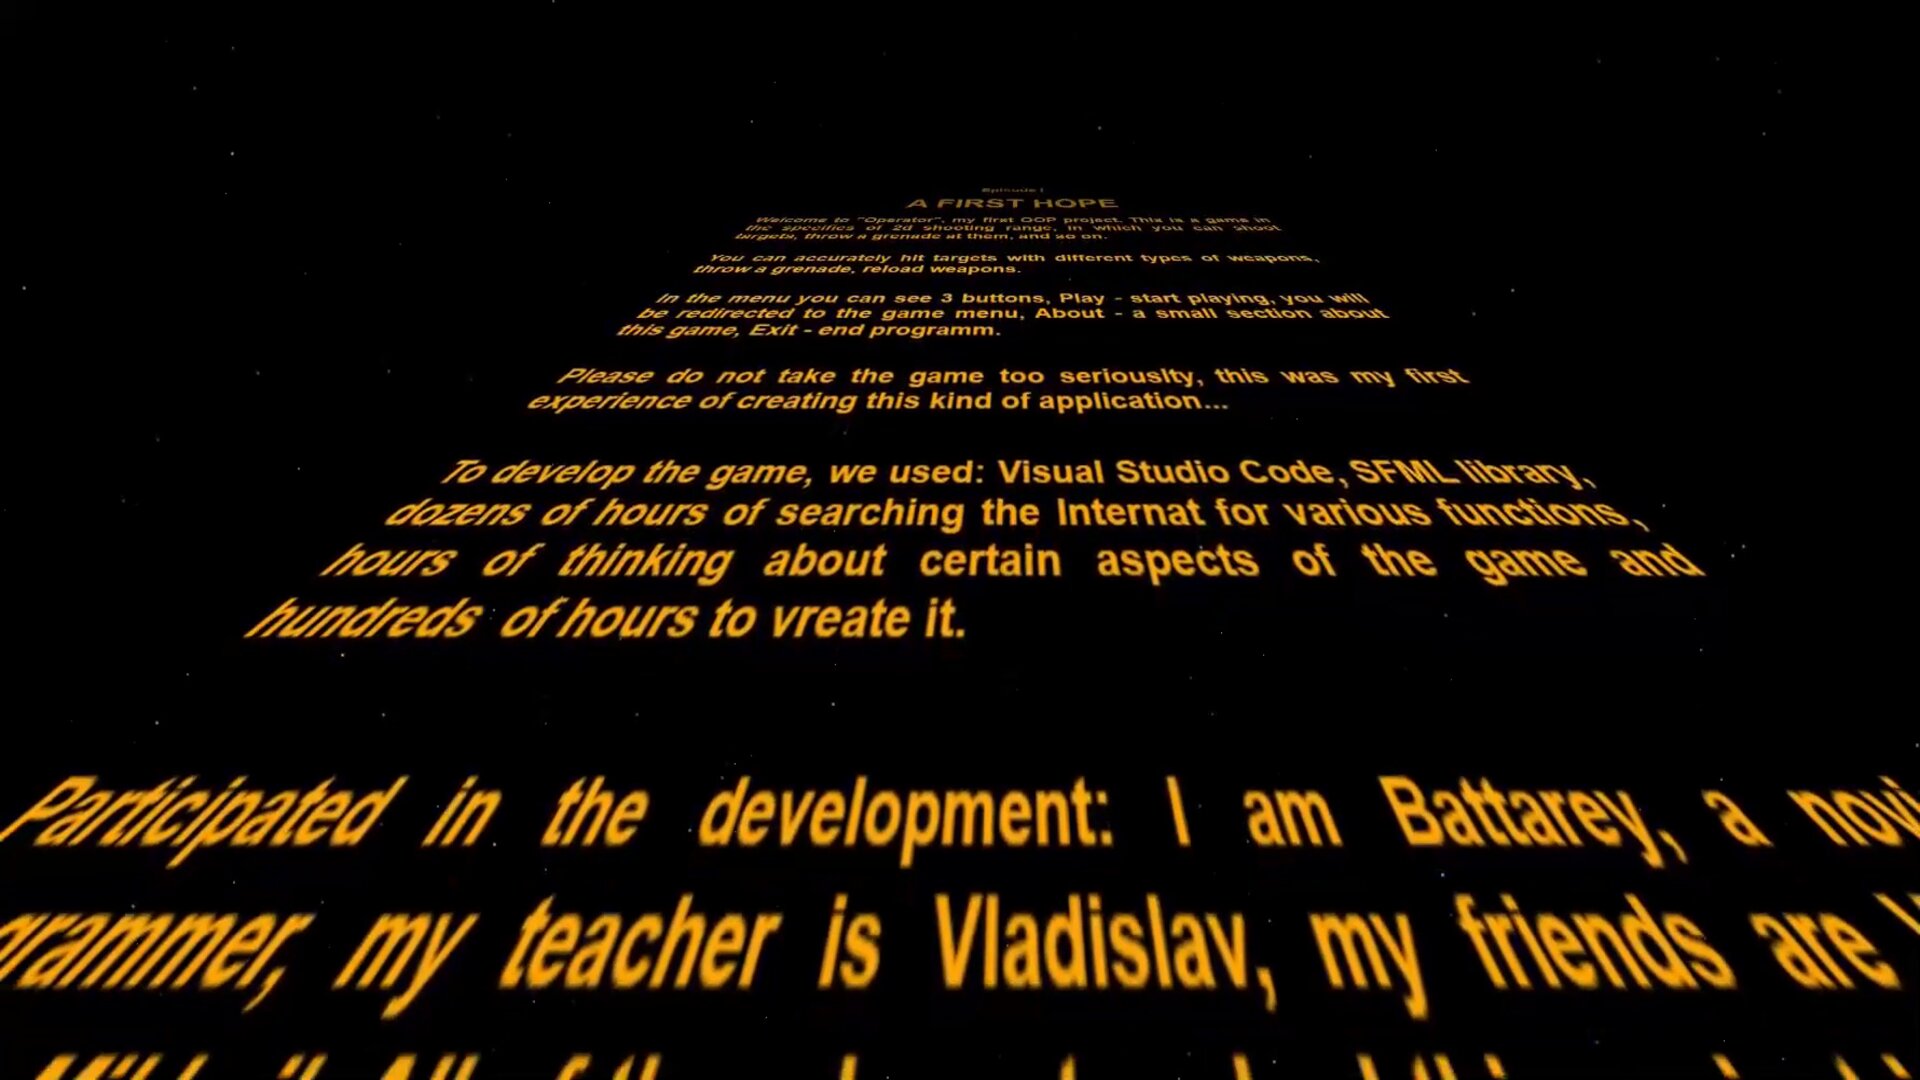 Episode I
A FIRST HOPE
Welcome to "Operator", my first OOP project. This is a game in
the specifics of 2d shooting range, in which you can shoot
targets, throw a grenade at them, and so on.
You can accurately hit targets with different types of weapons,
throw a grenade, reload weapons.
In the menu you can see 3 buttons, Play - start playing, you will
be redirected to the game menu, About - a small section about
this game, Exit - end programm.
Please do not take the game too seriouslty, this was my first
experience of creating this kind of application...
To develop the game, we used: Visual Studio Code, SFML library,
dozens of hours of searching the Internat for various functions,
hours of thinking about certain aspects of the game and
hundreds of hours to vreate it.
Participated in the development: I am Battarey, a novi
grammer, my teacher is Vladislav, my friends are